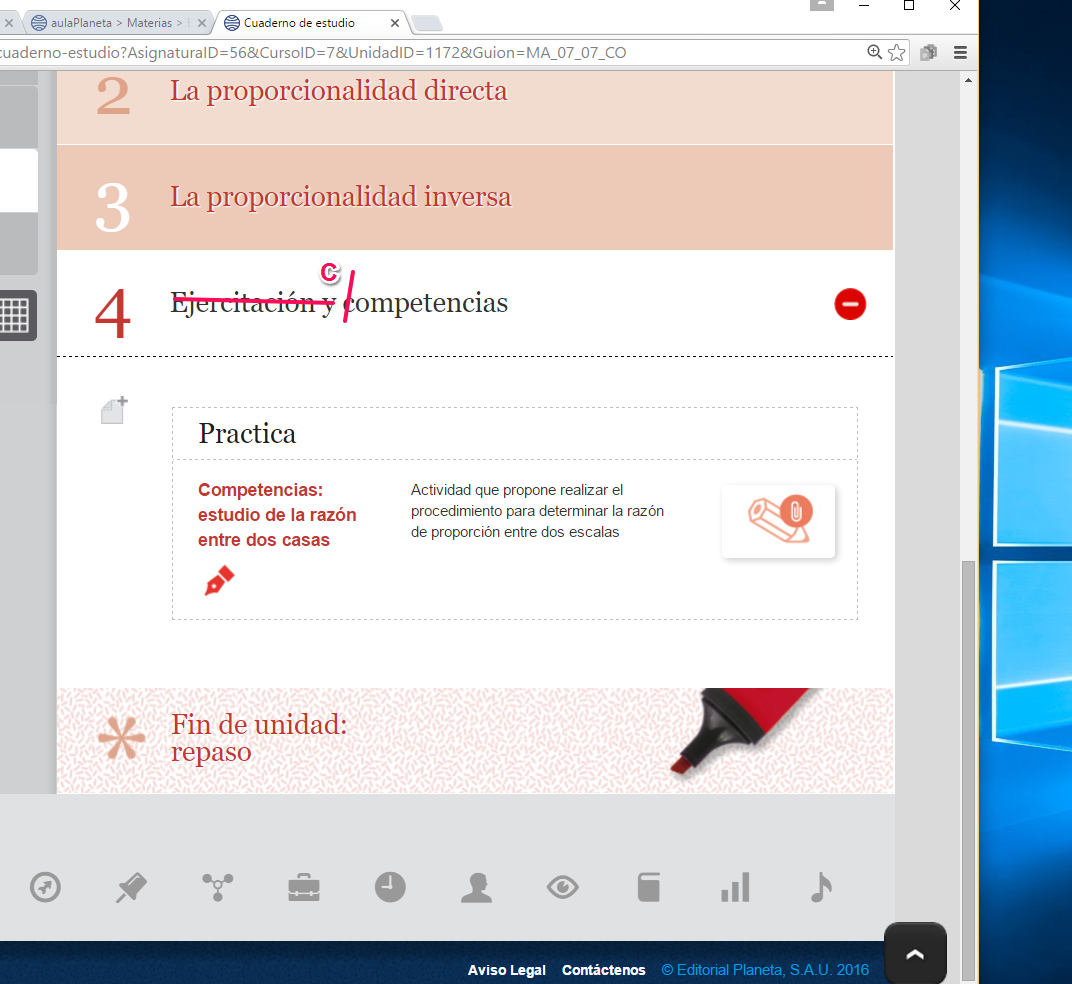 aulaPlaneta > Materias >
Cuaderno de estudio
cuaderno-estudio?AsignaturaID=56&CursoID=7&UnidadID=1172&Guion=MA_07_07_CO
2 La proporcionalidad directa
3 La proporcionalidad inversa
C
4 Ejercitación y competencias
Practica
Competencias:
estudio de la razón
entre dos casas
Actividad que propone realizar el
procedimiento para determinar la razón
de proporción entre dos escalas
Fin de unidad:
repaso
Aviso Legal Contáctenos © Editorial Planeta, S.A.U. 2016